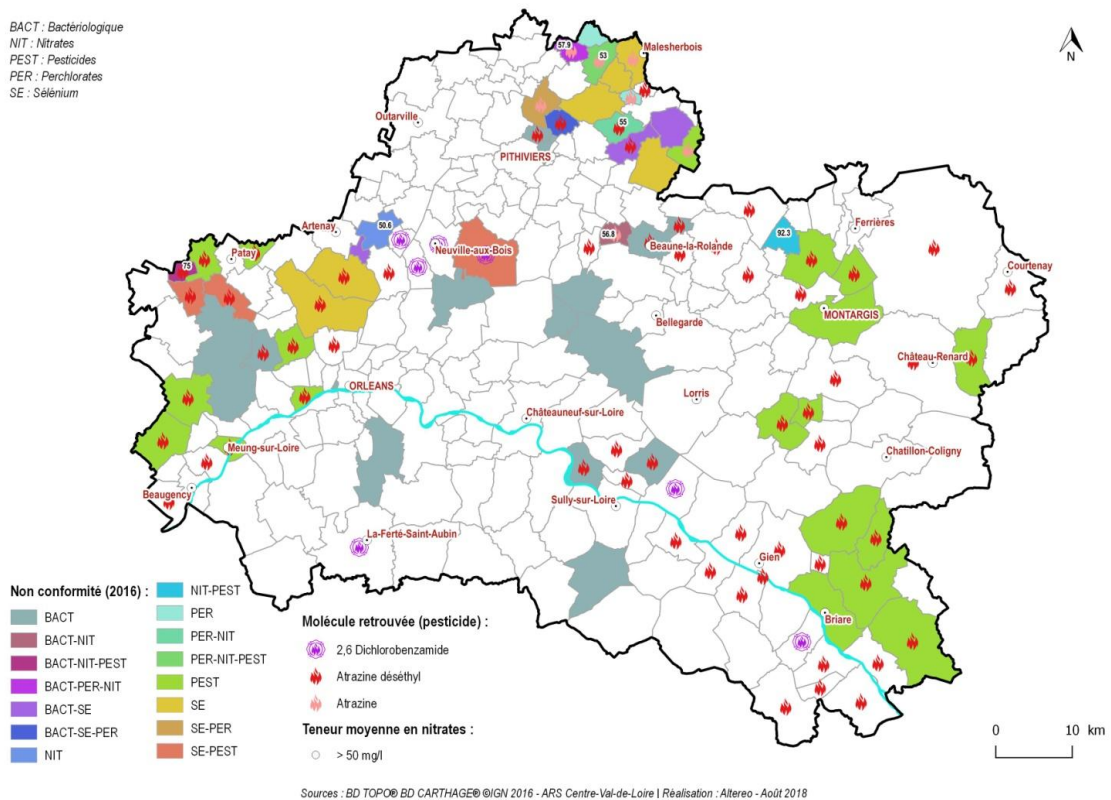 BACT : Bactériologique
NIT : Nitrates
PEST : Pesticides
PER : Perchlorates
SE : Sélénium
N
57.9
53
Malesherbois
Outarville
55
PITHIVIERS
Artenay
50.6
Ferrières
92.3
56.8
Patay
Neuville-aux-Bois
Beaune-la-Rolande
75
Courtenay
Bellegarde
MONTARGIS
Château-Renard
ORLEANS
Lorris
Châteauneuf-sur-Loire
Meung-sur-Loire
Chatillon-Coligny
Beaugency
Sully-sur-Loire
La-Ferté-Saint-Aubin
Gien
Briare
Non conformité (2016) :
BACT
BACT-NIT
BACT-NIT-PEST
BACT-PER-NIT
BACT-SE
BACT-SE-PER
NIT
NIT-PEST
PER
PER-NIT
PER-NIT-PEST
PEST
SE
SE-PER
SE-PEST
Molécule retrouvée (pesticide) :
2,6 Dichlorobenzamide
Atrazine déséthyl
Atrazine
Teneur moyenne en nitrates :
> 50 mg/l
0 10 km
Sources : BD TOPO® BD CARTHAGE® ©IGN 2016 - ARS Centre-Val-de-Loire | Réalisation : Altereo - Août 2018